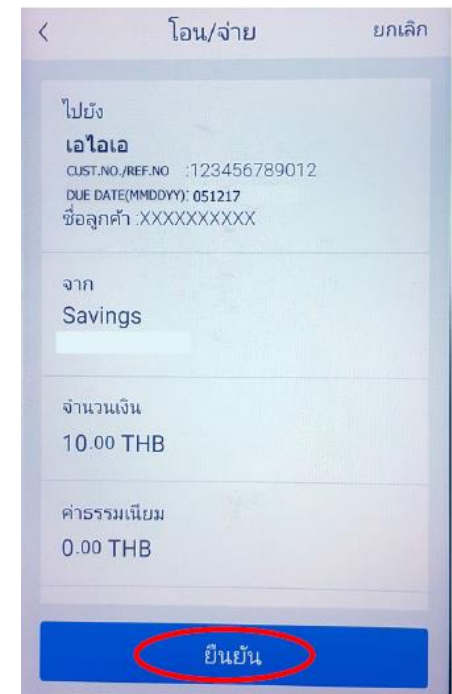 โอน/จ่าย ยกเลิก
ไปยัง
เอไอเอ
CUST.NO./REF.NO :123456789012
DUE DATE(MMDDYY): 051217
ชื่อลูกค้า :XXXXXXXXXX
จาก
Savings
จำนวนเงิน
10.00 THB
ค่าธรรมเนียม
0.00 THB
ยืนยัน